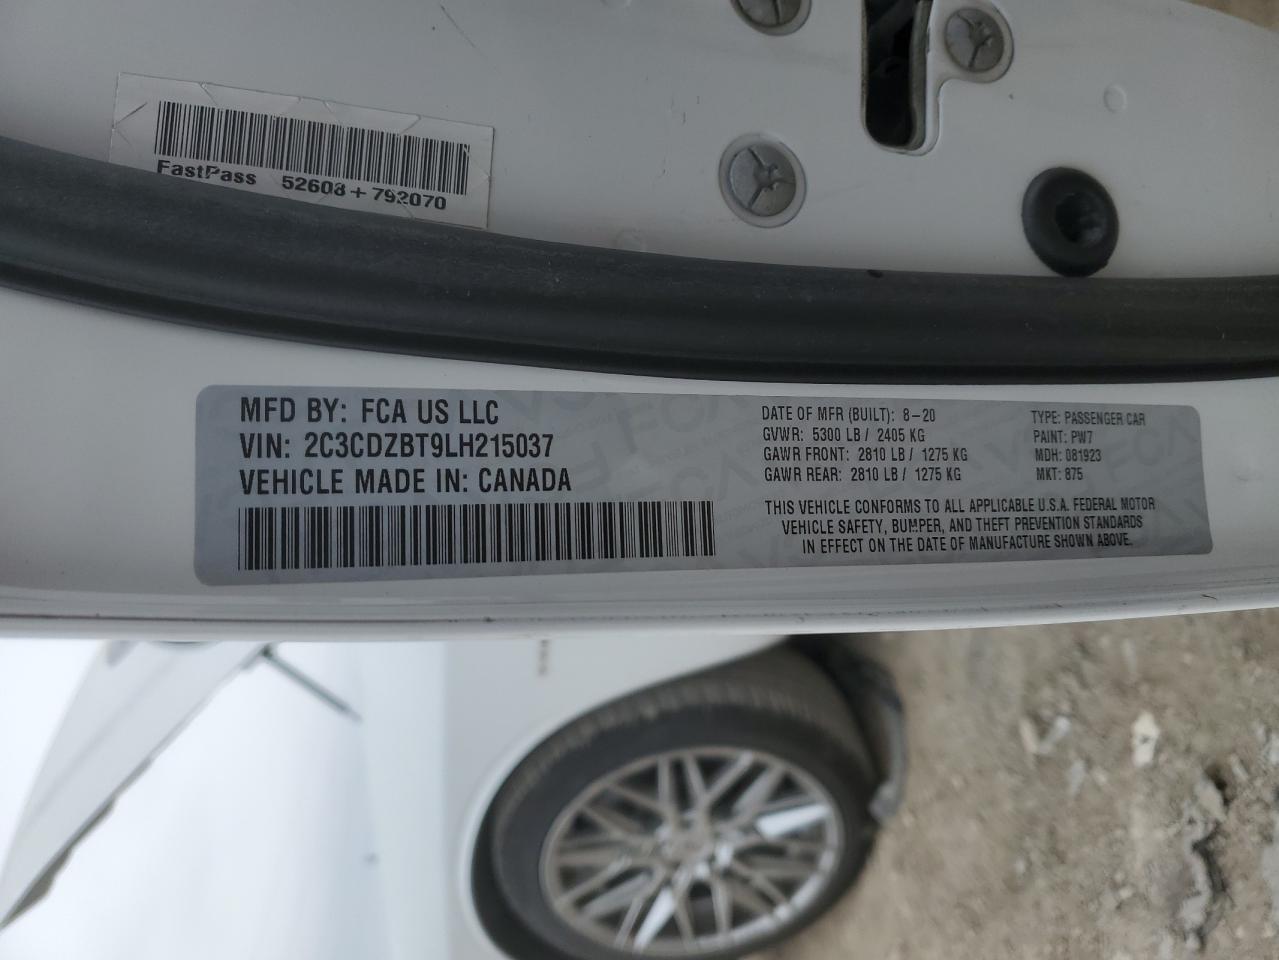 FastPass 52608+792070
MFD BY: FCA US LLC
VIN: 2C3CDZBT9LH215037
VEHICLE MADE IN: CANADA
DATE OF MFR (BUILT): 8-20
GVWR: 5300 LB / 2405 KG
GAWR FRONT: 2810 LB / 1275 KG
GAWR REAR: 2810 LB / 1275 KG
TYPE: PASSENGER CAR
PAINT: PW7
MDH: 081923
MKT: 875
THIS VEHICLE CONFORMS TO ALL APPLICABLE U.S.A. FEDERAL MOTOR
VEHICLE SAFETY, BUMPER, AND THEFT PREVENTION STANDARDS
IN EFFECT ON THE DATE OF MANUFACTURE SHOWN ABOVE.